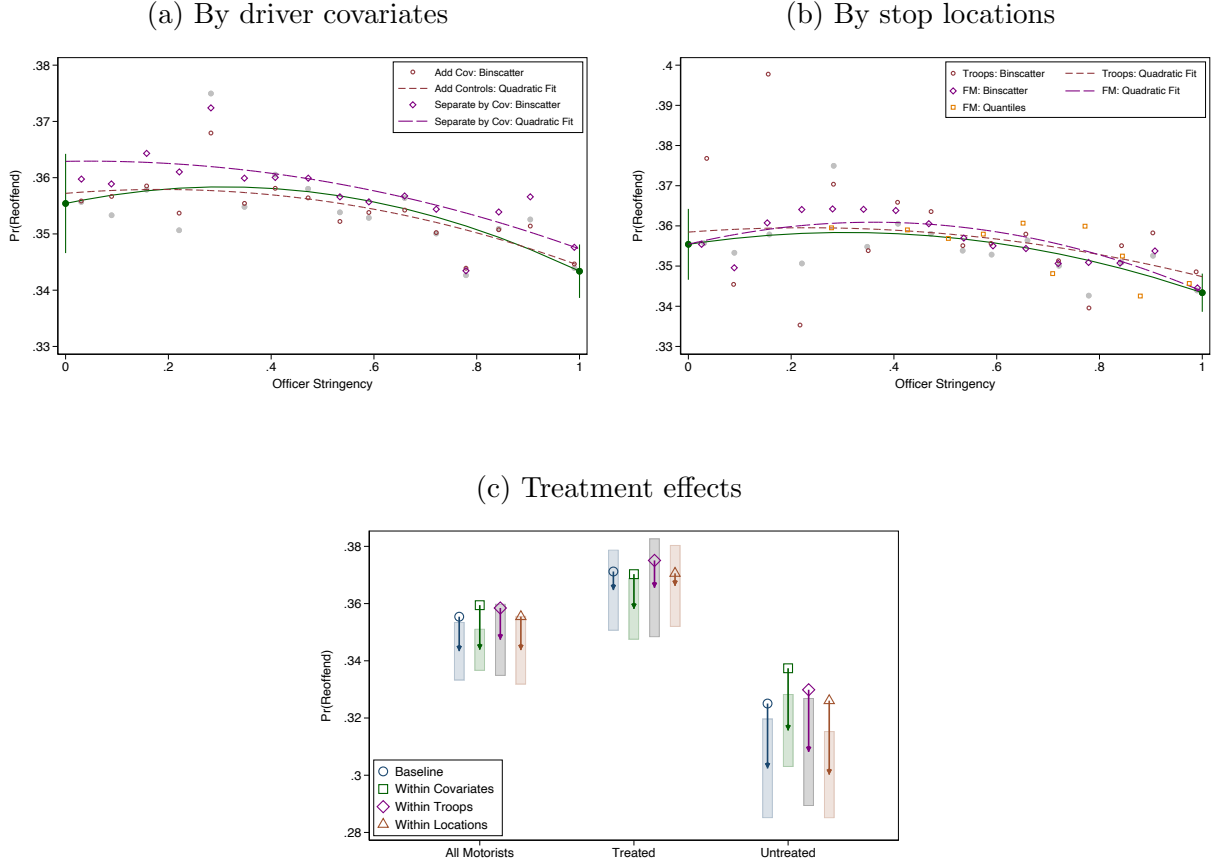 (a) By driver covariates
.38
.37
.36
.35
.34
.33
Pr(Reoffend)
0
.2
.4
.6
.8
1
Officer Stringency
Add Cov: Binscatter
Add Controls: Quadratic Fit
Separate by Cov: Binscatter
Separate by Cov: Quadratic Fit
(b) By stop locations
.4
.39
.38
.37
.36
.35
.34
.33
Pr(Reoffend)
0
.2
.4
.6
.8
1
Officer Stringency
Troops: Binscatter
Troops: Quadratic Fit
FM: Binscatter
FM: Quadratic Fit
FM: Quantiles
(c) Treatment effects
.38
.36
.34
.32
.3
.28
Pr(Reoffend)
Baseline
Within Covariates
Within Troops
Within Locations
All Motorists
Treated
Untreated